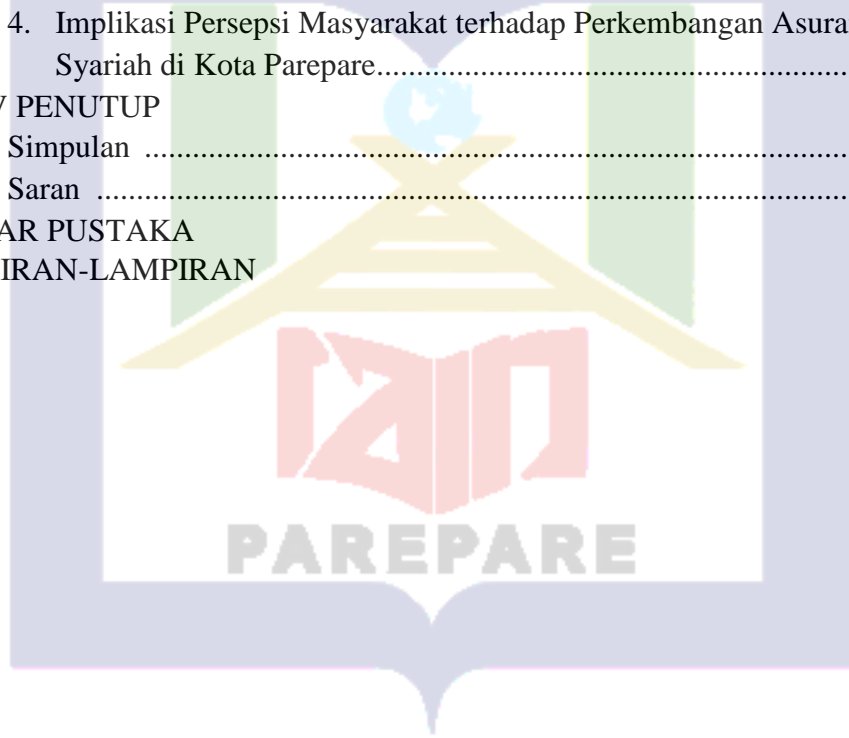 4. Implikasi Persepsi Masyarakat terhadap Perkembangan Asura
Syariah di Kota Parepare
V PENUTUP
Simpulan
Saran
AR PUSTAKA
IRAN-LAMPIRAN
iain
PAREPARE